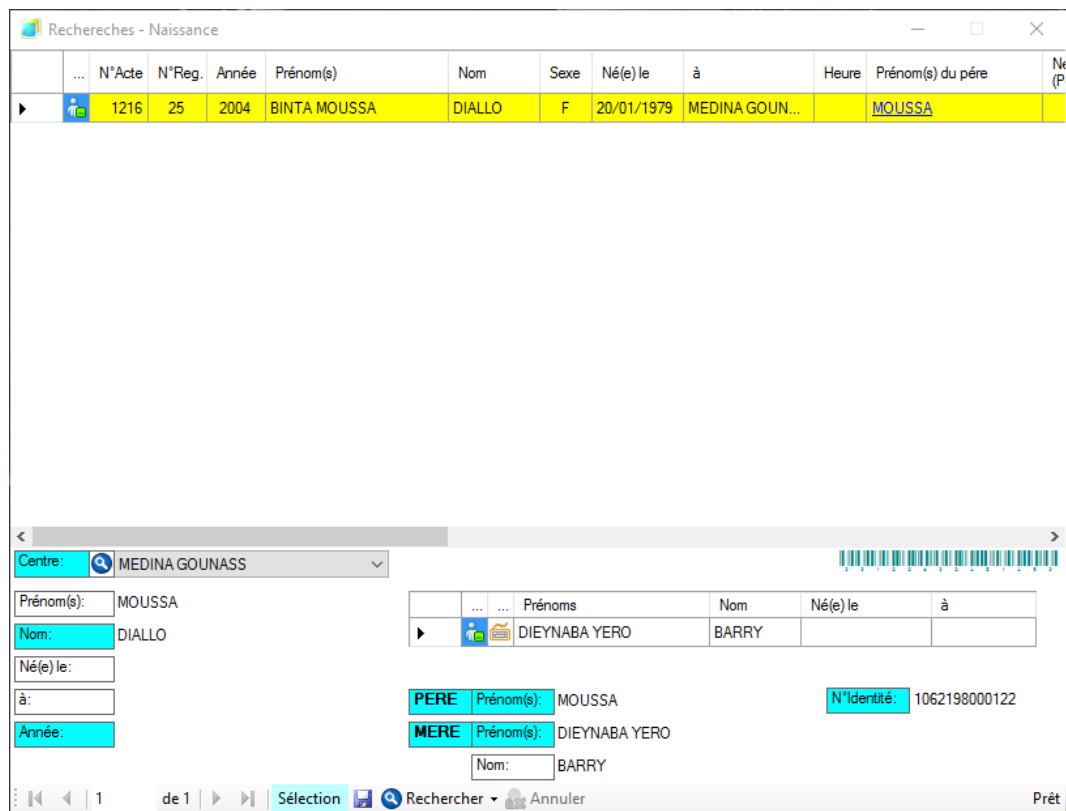 Rechereches - Naissance
... N°Acte N°Reg. Année Prénom(s) Nom Sexe Né(e) le à Heure Prénom(s) du pére
1216 25 2004 BINTA MOUSSA DIALLO F 20/01/1979 MEDINA GOUN... MOUSSA
Centre: MEDINA GOUNASS
Prénom(s): MOUSSA
Nom: DIALLO
Né(e) le:
à:
Année:
... ... Prénoms Nom Né(e) le à
DIEYNABA YERO BARRY
PERE Prénom(s): MOUSSA
N°Identité: 1062198000122
MERE Prénom(s): DIEYNABA YERO
Nom: BARRY
1 de 1 Sélection Rechercher Annuler Prêt